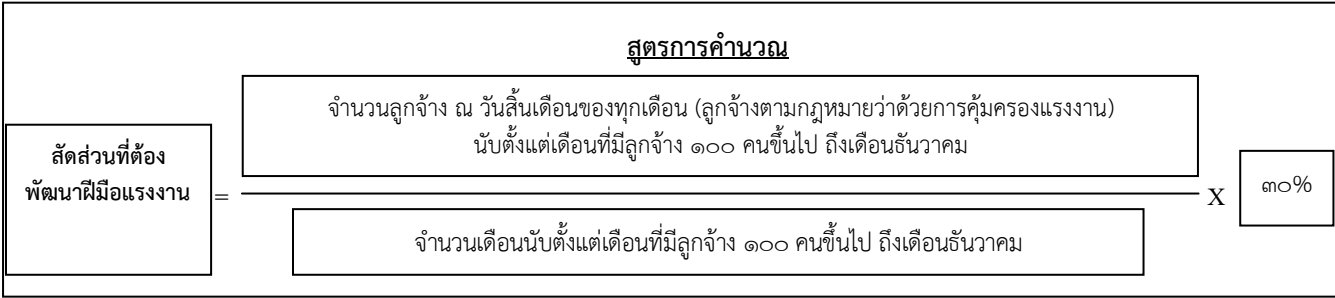 สูตรการคำนวณ
จำนวนลูกจ้าง ณ วันสิ้นเดือนของทุกเดือน (ลูกจ้างตามกฎหมายว่าด้วยการคุ้มครองแรงงาน)
นับตั้งแต่เดือนที่มีลูกจ้าง ๑๐๐ คนขึ้นไป ถึงเดือนธันวาคม
สัดส่วนที่ต้อง
พัฒนาฝีมือแรงงาน
=
X
๓๐%
จำนวนเดือนนับตั้งแต่เดือนที่มีลูกจ้าง ๑๐๐ คนขึ้นไป ถึงเดือนธันวาคม